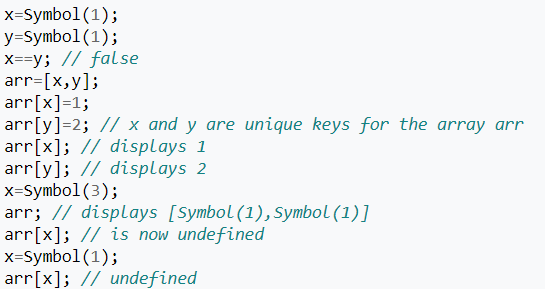 x=Symbol(1);
y=Symbol(1);
x==y; // false
arr=[x,y];
arr[x]=1;
arr[y]=2; // x and y are unique keys for the array arr
arr[x]; // displays 1
arr[y]; // displays 2
x=Symbol(3);
arr; // displays [Symbol(1),Symbol(1)]
arr[x]; // is now undefined
x=Symbol(1);
arr[x]; // undefined